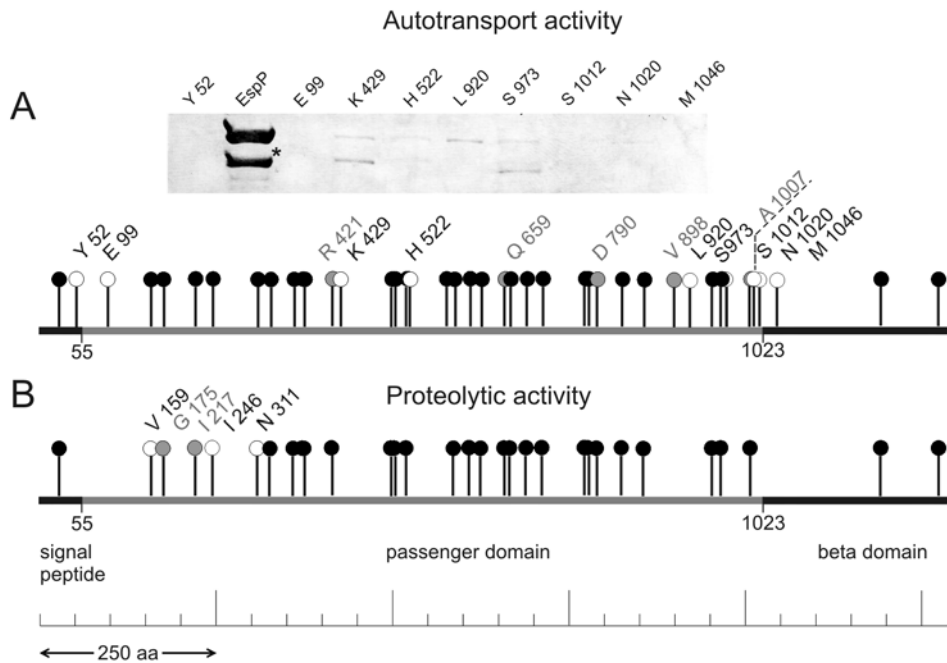 Autotransport activity
A
Y 52
EspP
E 99
K 429
H 522
L 920
S 973
S 1012
N 1020
M 1046
*
Y 52
E 99
R 421
K 429
H 522
Q 659
D 790
V 898
L 920
S973
A 1007
S 1012
N 1020
M 1046
55
1023
B
Proteolytic activity
V 159
G 175
I 217
I 246
N 311
55
1023
signal
peptide
passenger domain
beta domain
250 aa